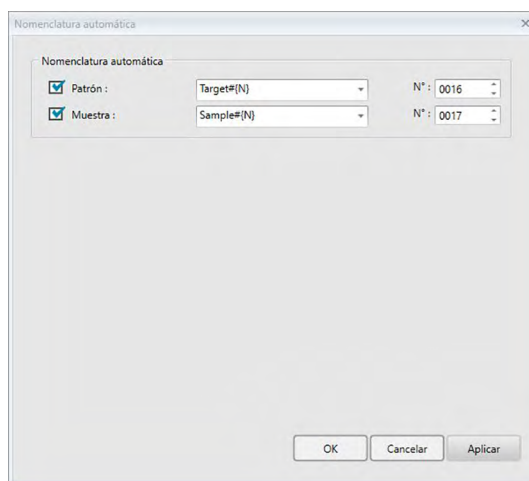 Nomenclatura automática
Nomenclatura automática
Patrón : Target#{N} N° : 0016
Muestra : Sample#{N} N° : 0017
OK Cancelar Aplicar